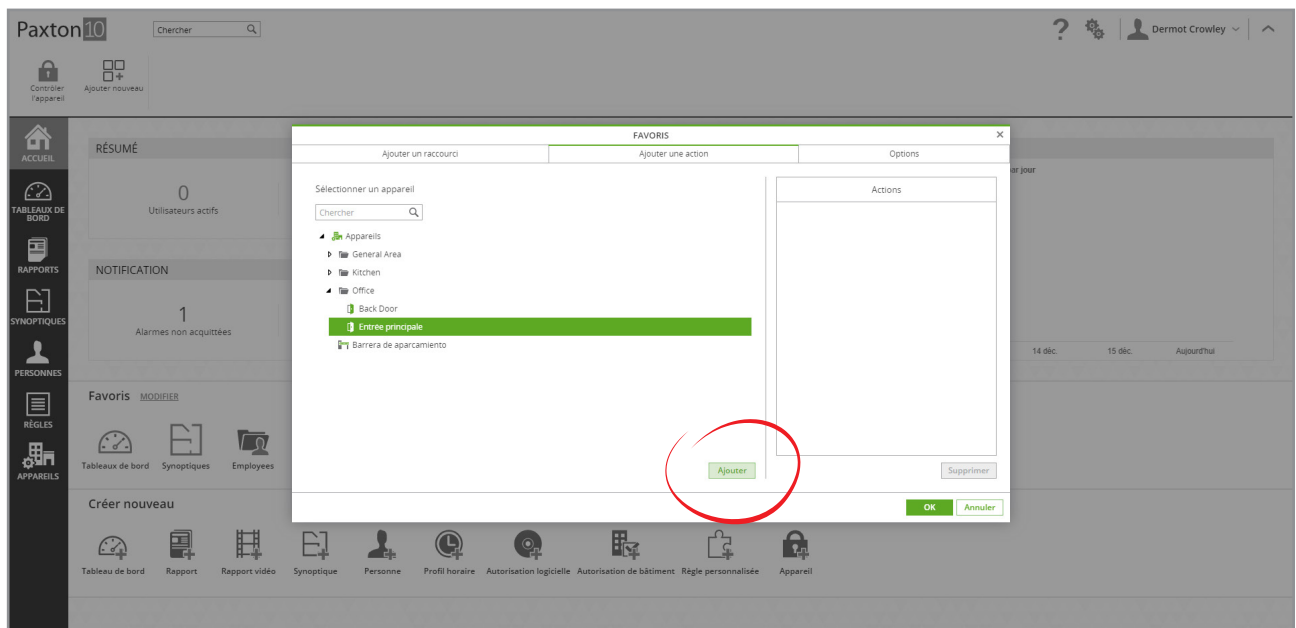 Paxton10
Chercher
Dermot Crowley
Contrôler l'appareil
Ajouter nouveau
ACCUEIL
TABLEAUX DE BORD
RAPPORTS
SYNOPTIQUES
PERSONNES
RÈGLES
APPAREILS
RÉSUMÉ
0
Utilisateurs actifs
NOTIFICATION
1
Alarmes non acquittées
FAVORIS
Ajouter un raccourci
Ajouter une action
Options
Sélectionner un appareil
Chercher
Appareils
General Area
Kitchen
Office
Back Door
Entrée principale
Barrera de aparcamiento
Ajouter
Actions
Supprimer
OK
Annuler
par jour
14 déc.
15 déc.
Aujourd'hui
Favoris MODIFIER
Tableaux de bord
Synoptiques
Employees
Créer nouveau
Tableau de bord
Rapport
Rapport vidéo
Synoptique
Personne
Profil horaire
Autorisation logicielle
Autorisation de bâtiment
Règle personnalisée
Appareil